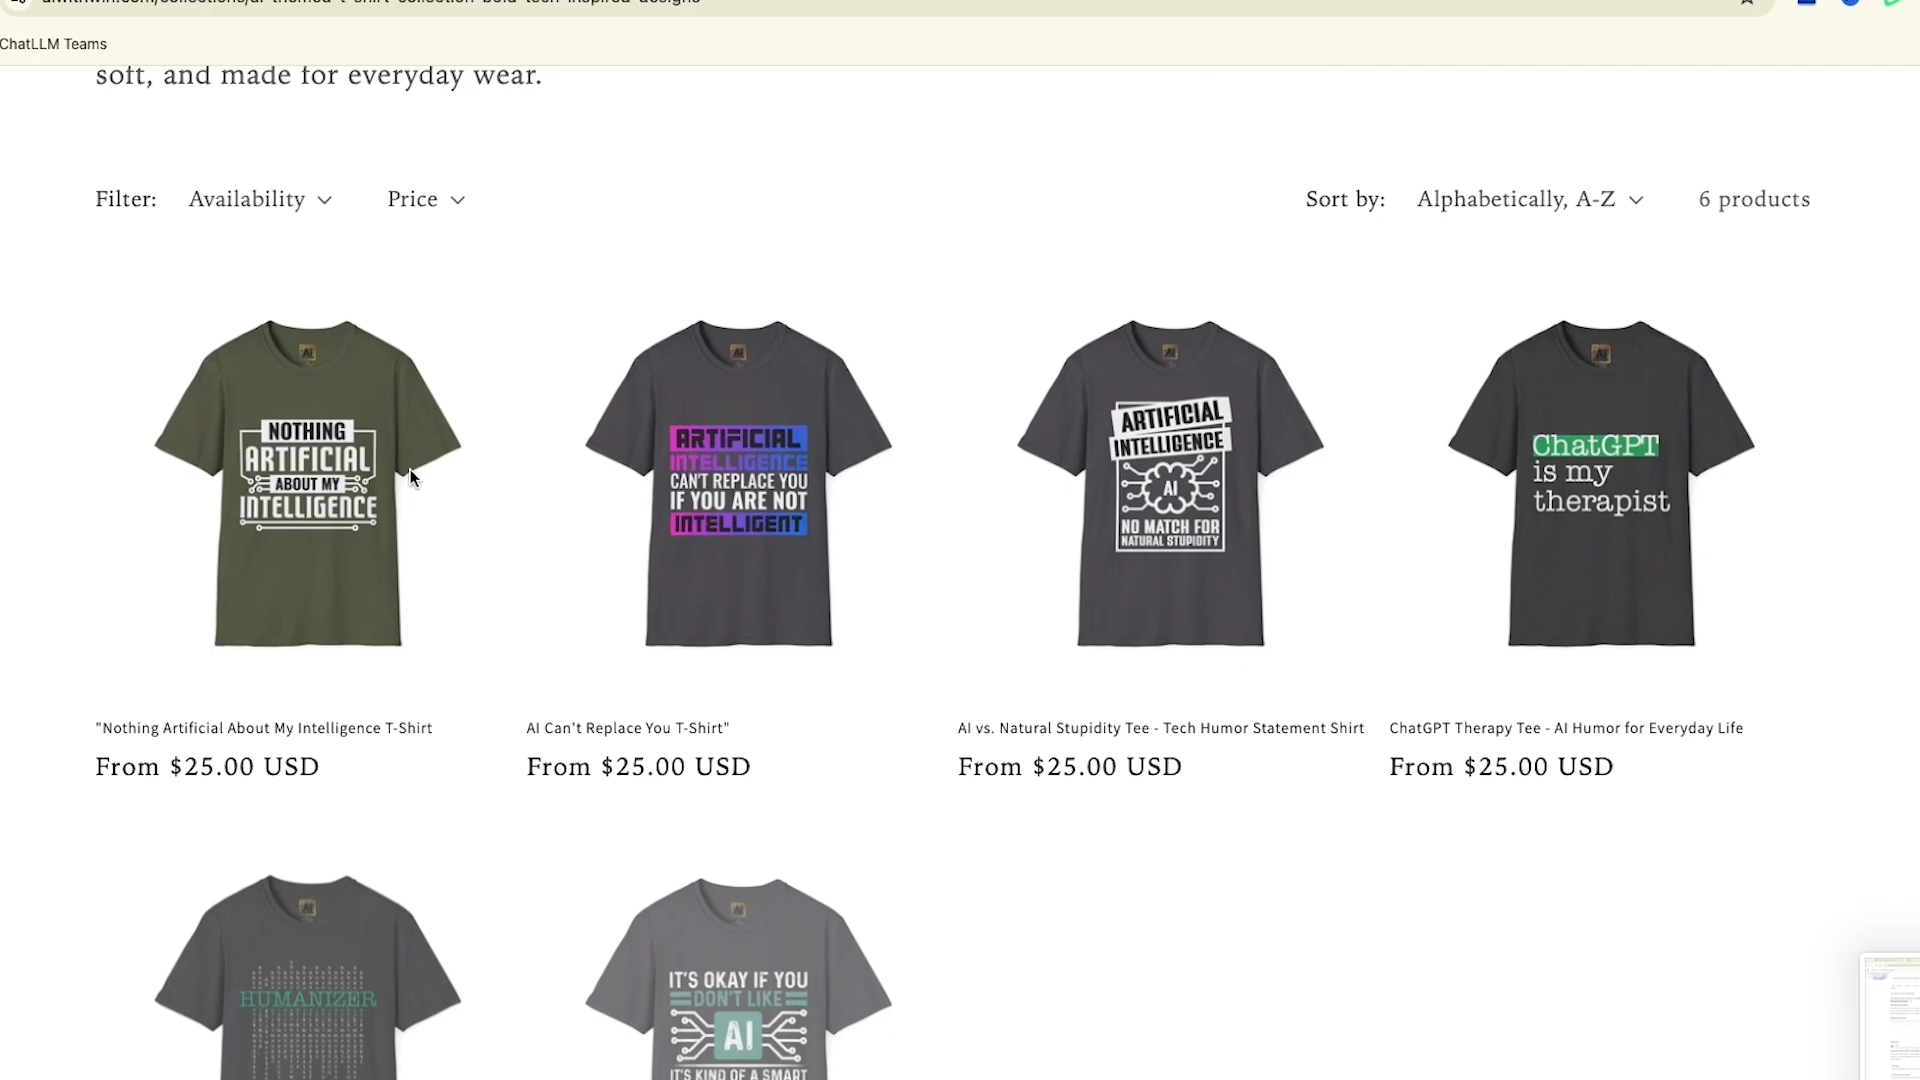 ChatLLM Teams
soft, and made for everyday wear.
Filter: Availability Price Sort by: Alphabetically, A-Z 6 products
NOTHING
ARTIFICIAL
ABOUT MY
INTELLIGENCE
ARTIFICIAL
INTELLIGENCE
CAN'T REPLACE YOU
IF YOU ARE NOT
INTELLIGENT
ARTIFICIAL
INTELLIGENCE
AI
NO MATCH FOR
NATURAL STUPIDITY
ChatGPT
is my
therapist
"Nothing Artificial About My Intelligence T-Shirt
From $25.00 USD
AI Can't Replace You T-Shirt"
From $25.00 USD
AI vs. Natural Stupidity Tee - Tech Humor Statement Shirt
From $25.00 USD
ChatGPT Therapy Tee - AI Humor for Everyday Life
From $25.00 USD
HUMANIZER
IT'S OKAY IF YOU
DON'T LIKE
AI
IT'S KIND OF A SMART